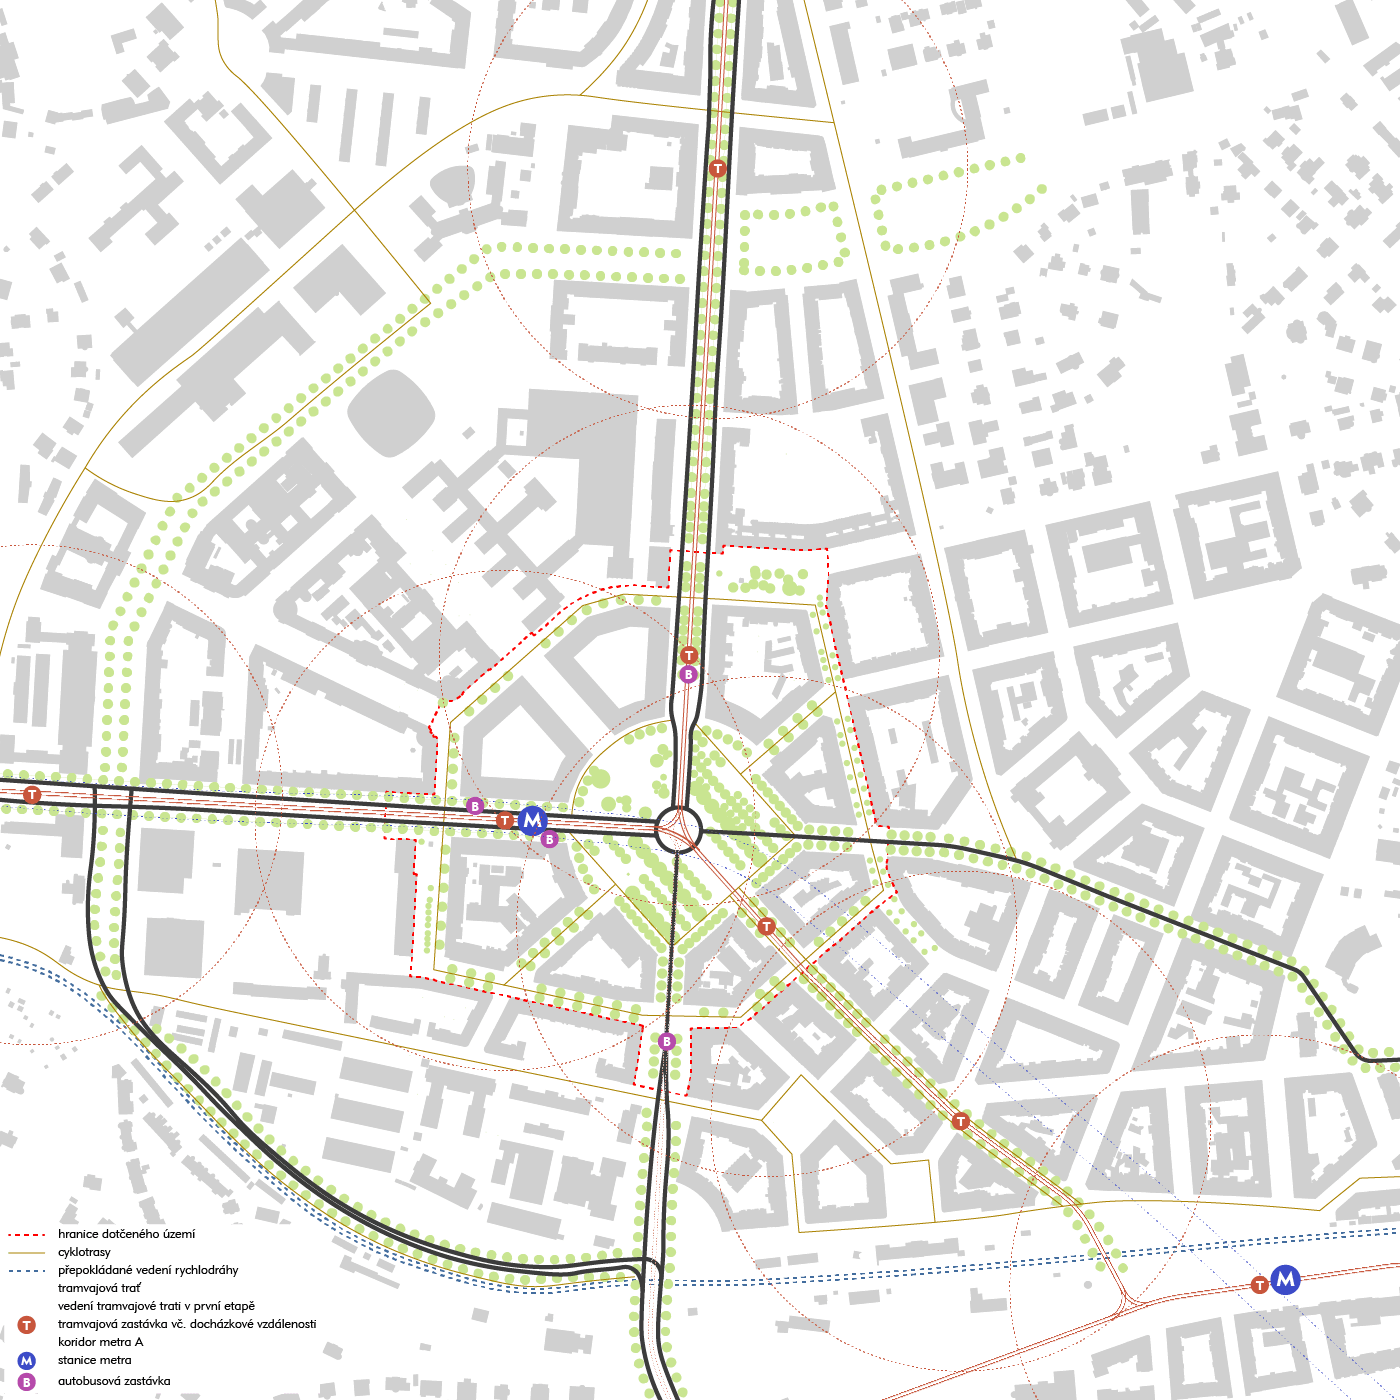 T
T
B
B
T
T
M
B
T
B
T
T
M
hranice dotčeného území
cyklotrasy
přepokládané vedení rychlodráhy
tramvajová trať
vedení tramvajové trati v první etapě
T tramvajová zastávka vč. docházkové vzdálenosti
koridor metra A
M stanice metra
B autobusová zastávka